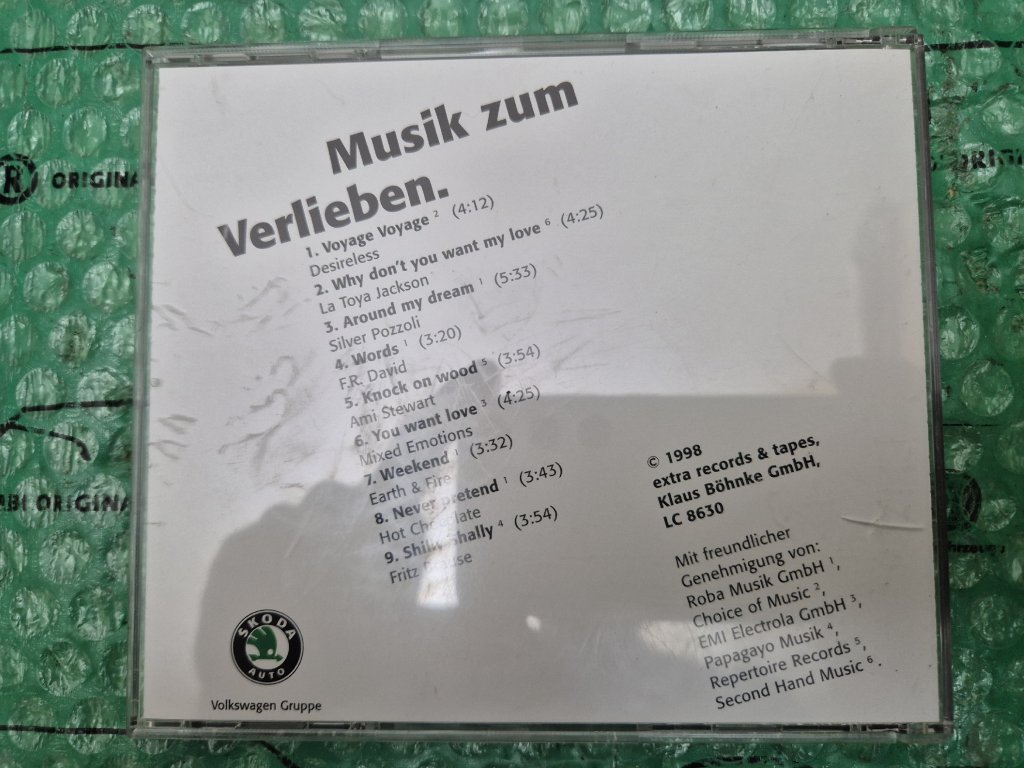 Musik zum
Verlieben.
1. Voyage Voyage ² (4:12)
Desireless
2. Why don't you want my love ⁶ (4:25)
La Toya Jackson
3. Around my dream ¹ (5:33)
Silver Pozzoli
4. Words ¹ (3:20)
F.R. David
5. Knock on wood ⁵ (3:54)
Ami Stewart
6. You want love ³ (4:25)
Mixed Emotions
7. Weekend ¹ (3:32)
Earth & Fire
8. Never pretend ¹ (3:43)
Hot Chocolate
9. Shilly shally ⁴ (3:54)
Fritz
© 1998
extra records & tapes,
Klaus Böhnke GmbH,
LC 8630
Mit freundlicher
Genehmigung von:
Roba Musik GmbH ¹,
Choice of Music ²,
EMI Electrola GmbH ³,
Papagayo Musik ⁴,
Repertoire Records ⁵,
Second Hand Music ⁶.
ŠKODA
AUTO
Volkswagen Gruppe
® ORIGINA
ABI ORIGINA
ORIGI